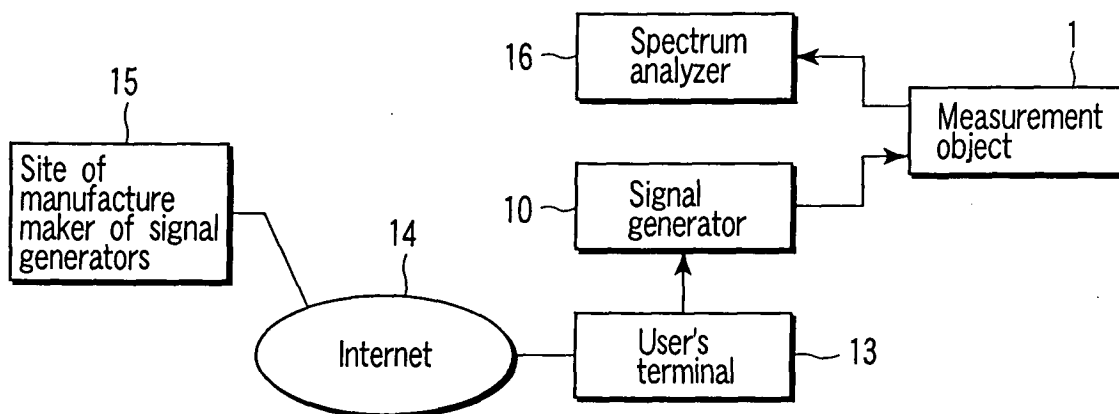 16
Spectrum
analyzer
1
Measurement
object
15
Site of
manufacture
maker of signal
generators
10
Signal
generator
14
Internet
User's
terminal
13